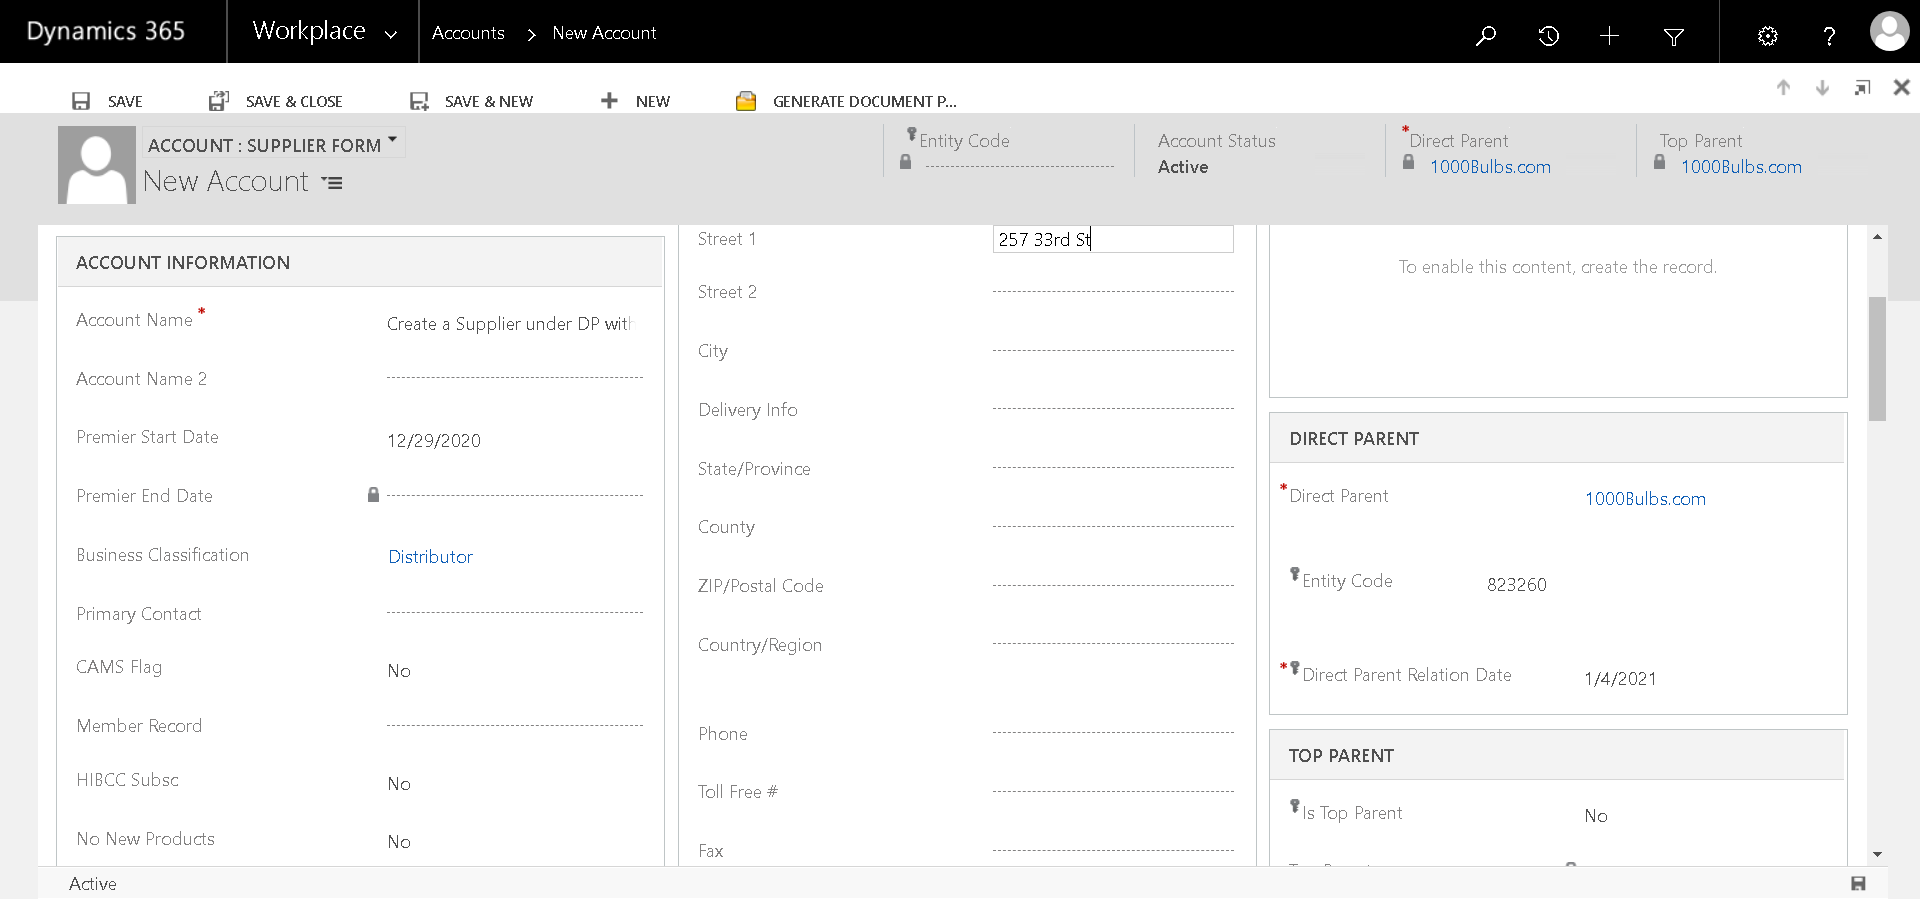 Dynamics 365
Workplace
Accounts > New Account
SAVE
SAVE & CLOSE
SAVE & NEW
NEW
GENERATE DOCUMENT P...
ACCOUNT : SUPPLIER FORM
New Account
Entity Code
Account Status
Active
*Direct Parent
1000Bulbs.com
Top Parent
1000Bulbs.com
ACCOUNT INFORMATION
Account Name *
Create a Supplier under DP with
Account Name 2
Premier Start Date
12/29/2020
Premier End Date
Business Classification
Distributor
Primary Contact
CAMS Flag
No
Member Record
HIBCC Subsc
No
No New Products
No
Street 1
257 33rd St
Street 2
City
Delivery Info
State/Province
County
ZIP/Postal Code
Country/Region
Phone
Toll Free #
Fax
To enable this content, create the record.
DIRECT PARENT
*Direct Parent
1000Bulbs.com
Entity Code
823260
*Direct Parent Relation Date
1/4/2021
TOP PARENT
Is Top Parent
No
Active